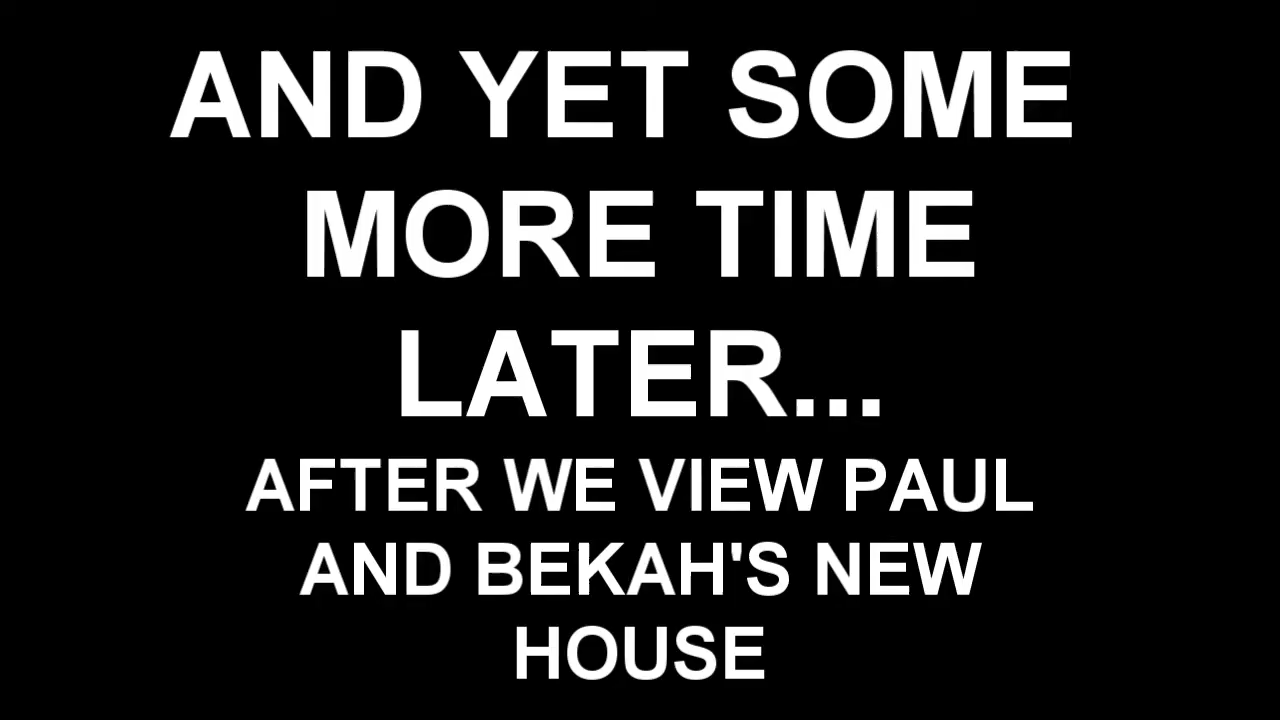 AND YET SOME
MORE TIME
LATER...
AFTER WE VIEW PAUL
AND BEKAH'S NEW
HOUSE